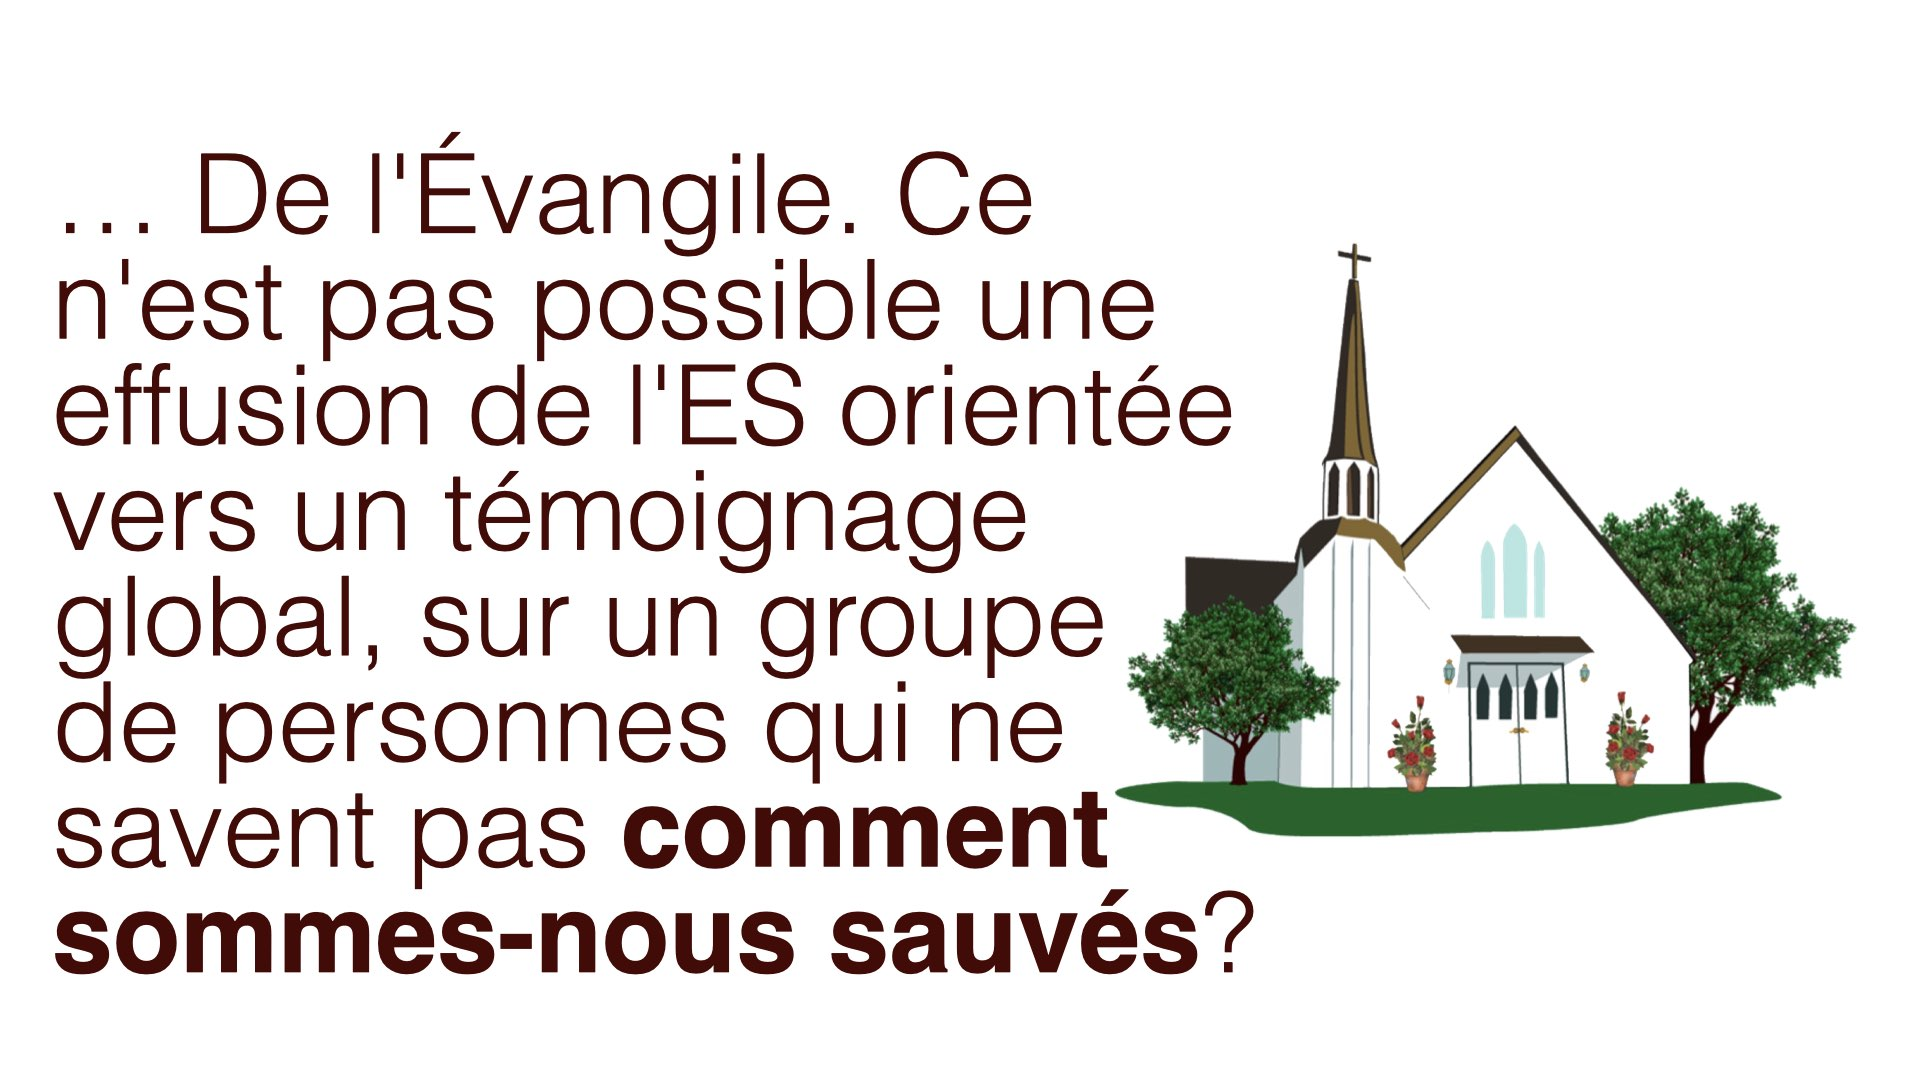 … De l'Évangile. Ce
n'est pas possible une
effusion de l'ES orientée
vers un témoignage
global, sur un groupe
de personnes qui ne
savent pas comment
sommes-nous sauvés?